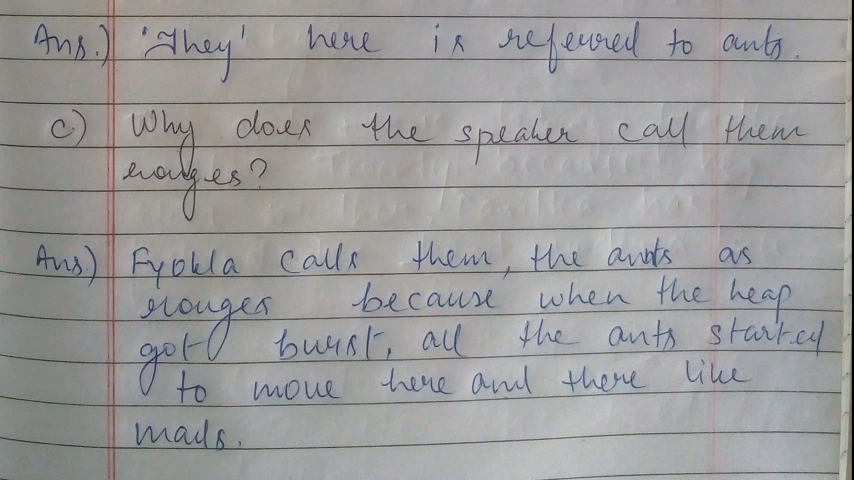 Ans.) 'They' here is referred to ants.
c) Why does the speaker call them
rouges?
Ans) Fyokla calls them, the ants as
rouges because when the heap
got burst, all the ants started
to move here and there like
mads.